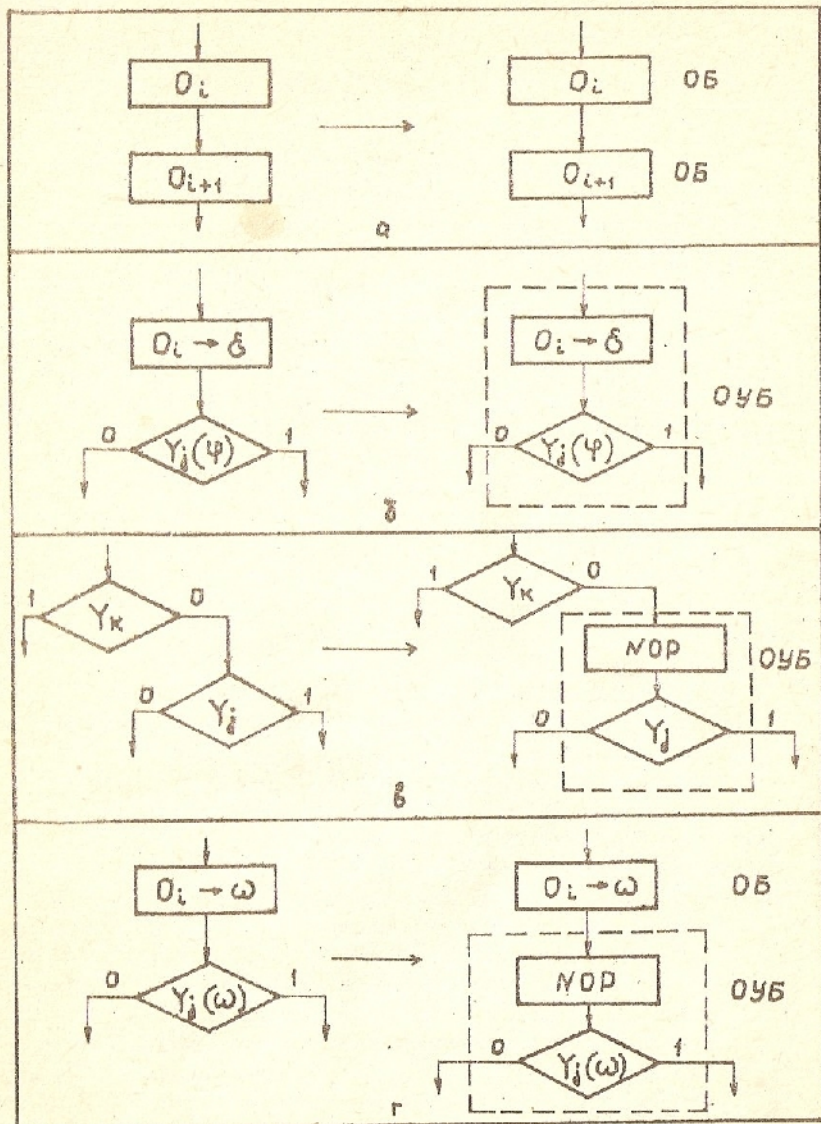 Oi Oi ОБ
Oi+1 Oi+1 ОБ
а
Oi → δ Oi → δ
ОУБ
0 Yj(φ) 1 0 Yj(φ) 1
б
1 Yк 0 1 Yк 0
NOP ОУБ
0 Yj 1 0 Yj 1
в
Oi → ω Oi → ω ОБ
NOP ОУБ
0 Yj(ω) 1 0 Yj(ω) 1
г